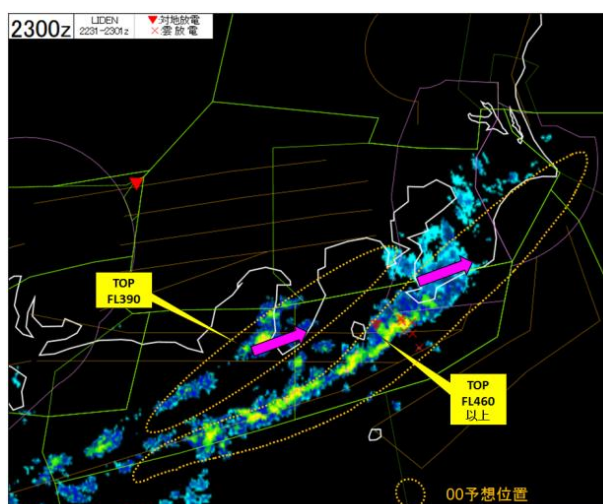 2300z
LIDEN
2231-2301z
▼:対地放電
×:雲放電
TOP
FL390
TOP
FL460
以上
00予想位置